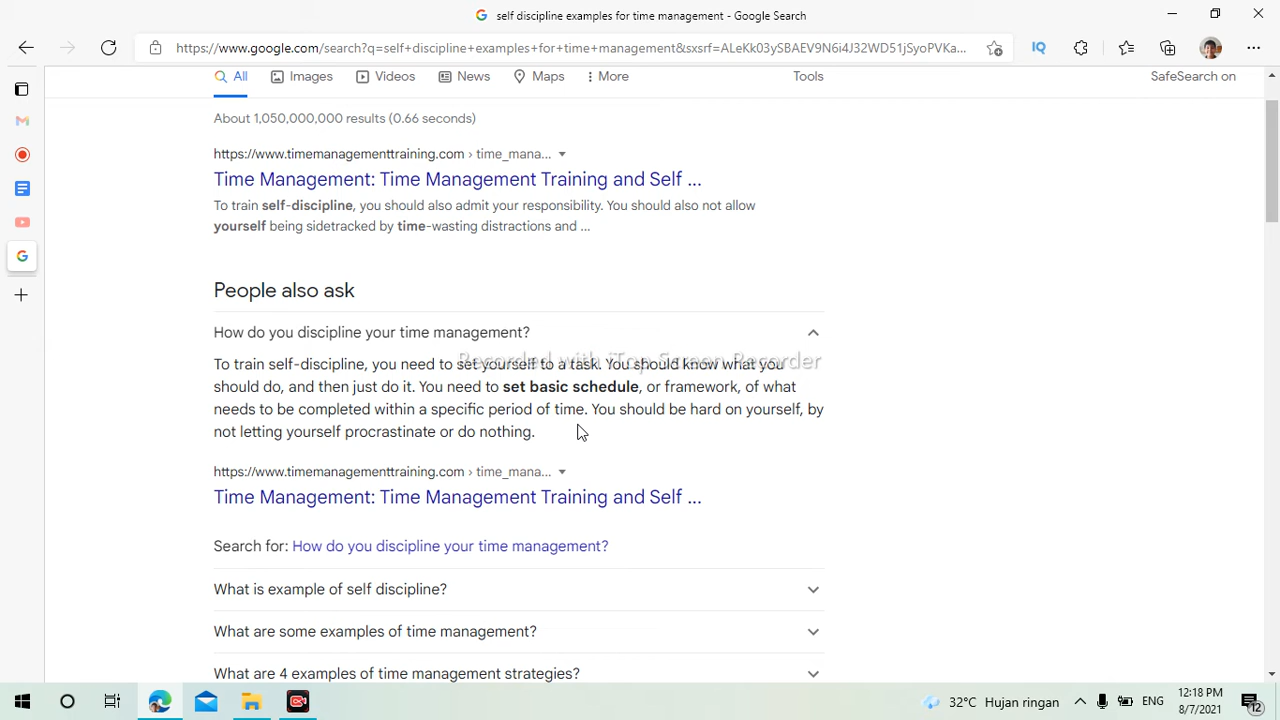 self discipline examples for time management - Google Search
https://www.google.com/search?q=self+discipline+examples+for+time+management&sxsrf=ALeKk03ySBAEV9N6i4J32WD51jSyoPVKa...
All Images Videos News Maps More Tools SafeSearch on
About 1,050,000,000 results (0.66 seconds)
https://www.timemanagementtraining.com › time_mana...
Time Management: Time Management Training and Self ...
To train self-discipline, you should also admit your responsibility. You should also not allow
yourself being sidetracked by time-wasting distractions and ...
People also ask
How do you discipline your time management?
Recorded with iTop Screen Recorder
To train self-discipline, you need to set yourself to a task. You should know what you
should do, and then just do it. You need to set basic schedule, or framework, of what
needs to be completed within a specific period of time. You should be hard on yourself, by
not letting yourself procrastinate or do nothing.
https://www.timemanagementtraining.com › time_mana...
Time Management: Time Management Training and Self ...
Search for: How do you discipline your time management?
What is example of self discipline?
What are some examples of time management?
What are 4 examples of time management strategies?
32°C Hujan ringan ENG 12:18 PM
8/7/2021 12